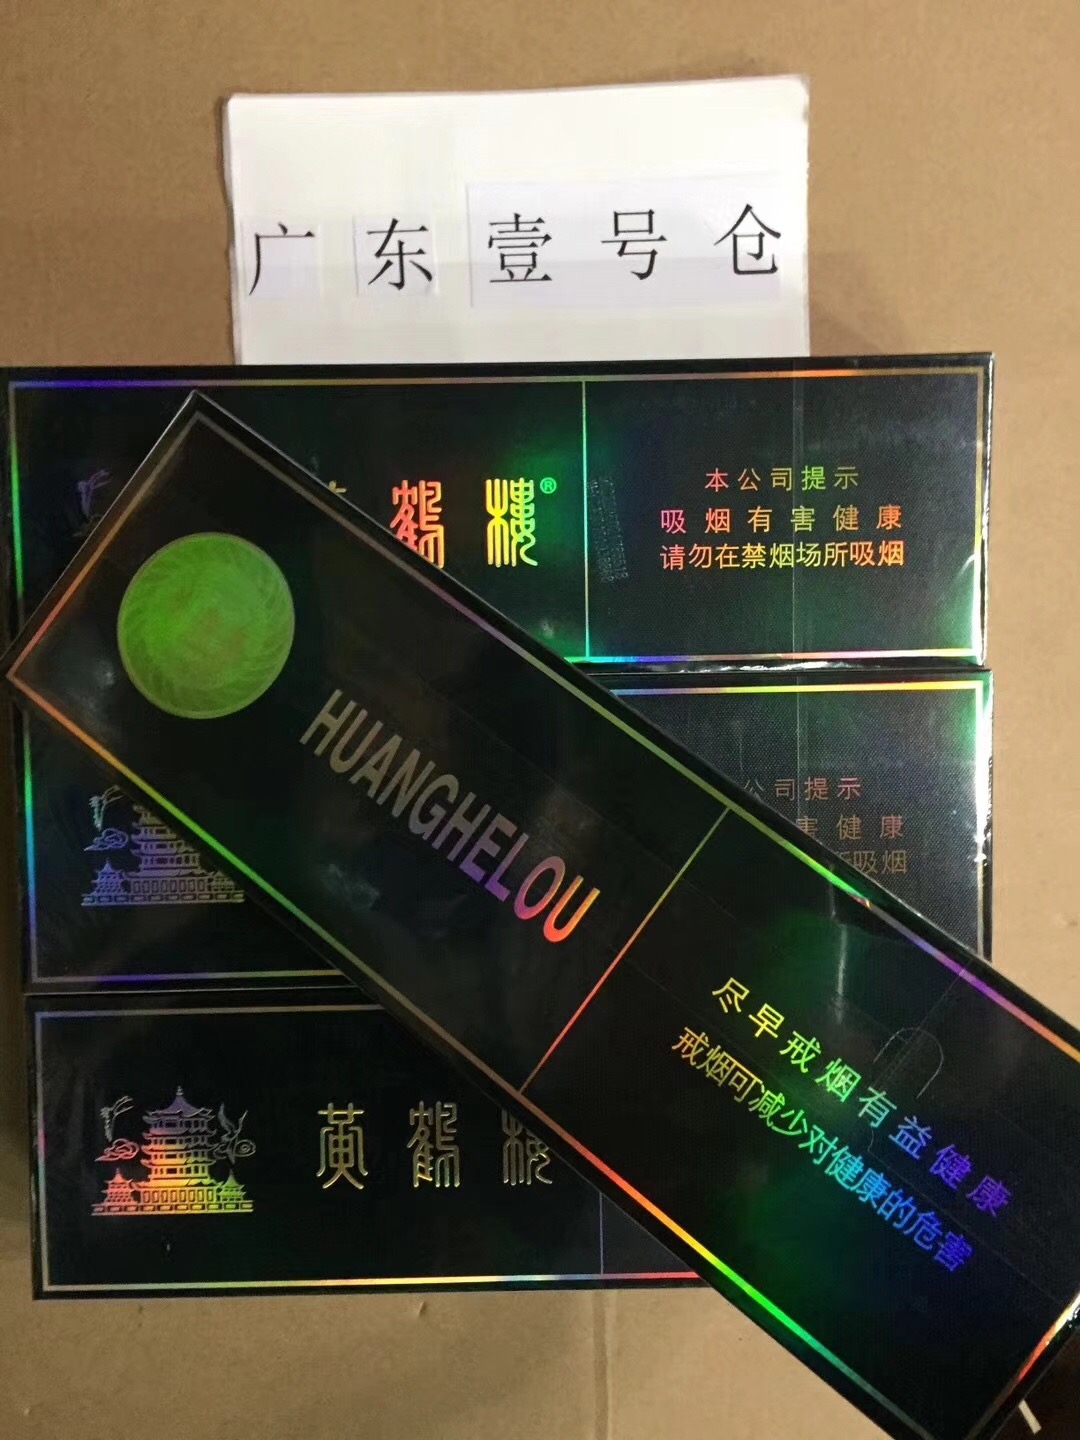 广东壹号仓
鹤樓®
本公司提示
吸烟有害健康
请勿在禁烟场所吸烟
HUANGHELOU
公司提示
害健康
所吸烟
尽早戒烟有益健康
戒烟可减少对健康的危害
黄鹤樓